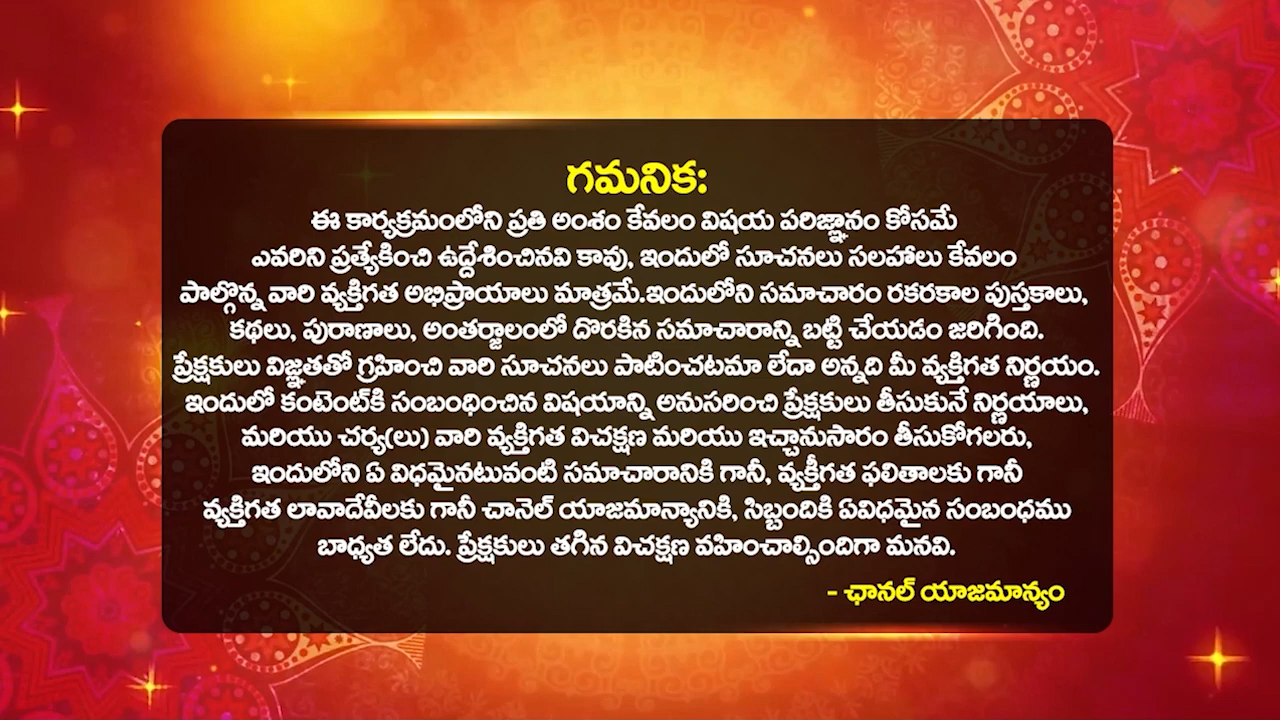 గమనిక:
ఈ కార్యక్రమంలోని ప్రతి అంశం కేవలం విషయ పరిజ్ఞానం కోసమే
ఎవరిని ప్రత్యేకించి ఉద్దేశించినవి కావు, ఇందులో సూచనలు సలహాలు కేవలం
పాల్గొన్న వారి వ్యక్తిగత అభిప్రాయాలు మాత్రమే.ఇందులోని సమాచారం రకరకాల పుస్తకాలు,
కథలు, పురాణాలు, అంతర్జాలంలో దొరకిన సమాచారాన్ని బట్టి చేయడం జరిగింది.
ప్రేక్షకులు విజ్ఞతతో గ్రహించి వారి సూచనలు పాటించటమా లేదా అన్నది మీ వ్యక్తిగత నిర్ణయం.
ఇందులో కంటెంట్‌కి సంబంధించిన విషయాన్ని అనుసరించి ప్రేక్షకులు తీసుకునే నిర్ణయాలు,
మరియు చర్య(లు) వారి వ్యక్తిగత విచక్షణ మరియు ఇచ్చానుసారం తీసుకోగలరు,
ఇందులోని ఏ విధమైనటువంటి సమాచారానికి గానీ, వ్యక్తీగత ఫలితాలకు గానీ
వ్యక్తిగత లావాదేవీలకు గానీ చానెల్ యాజమాన్యానికి, సిబ్బందికి ఏవిధమైన సంబంధము
బాధ్యత లేదు. ప్రేక్షకులు తగిన విచక్షణ వహించాల్సిందిగా మనవి.
- ఛానల్ యాజమాన్యం